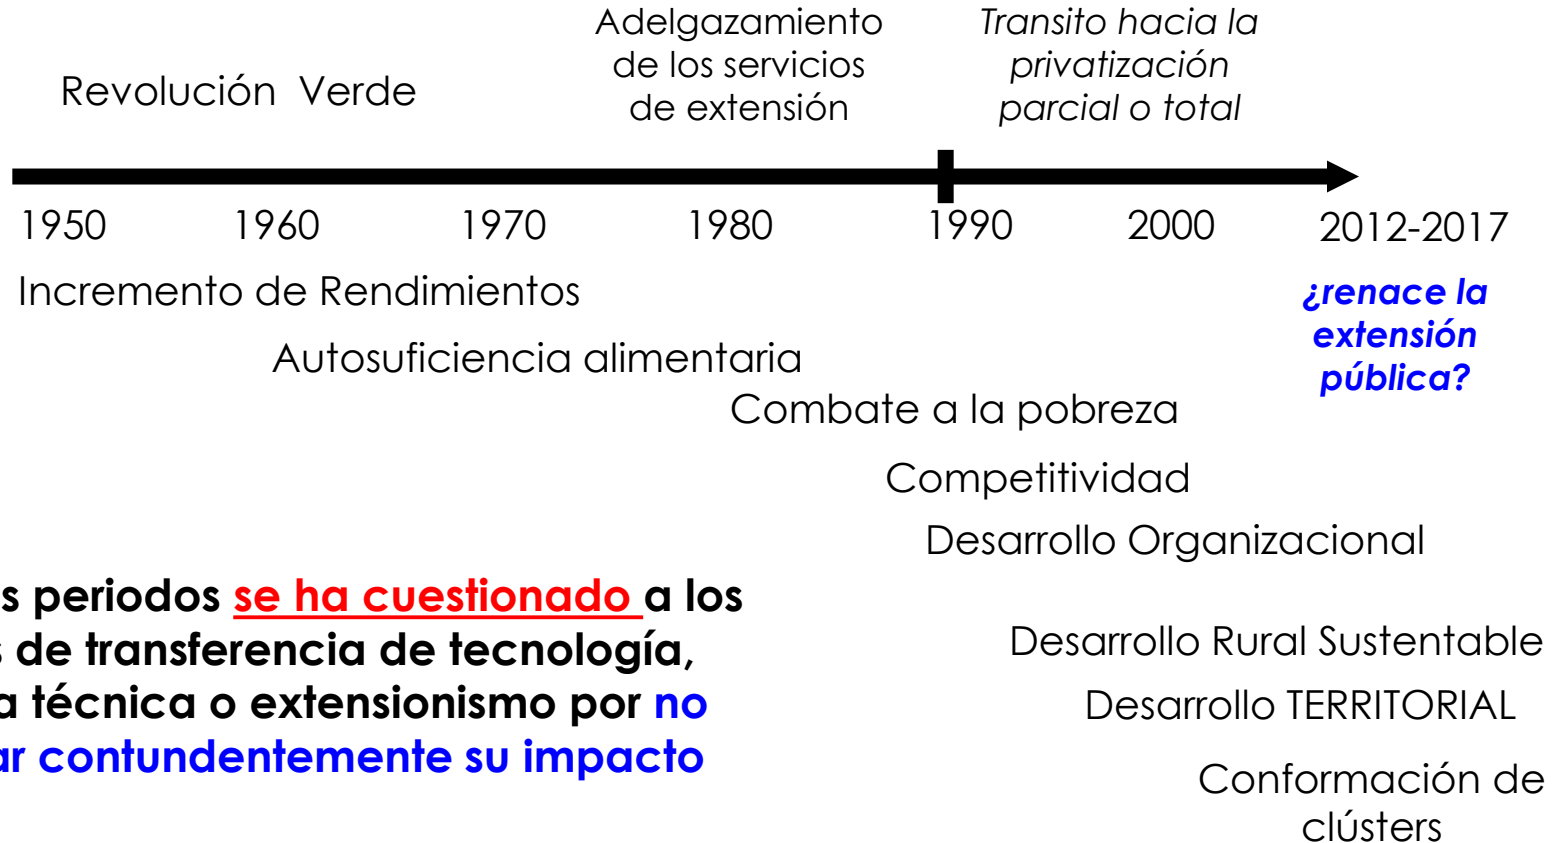 Revolución Verde
Adelgazamiento
de los servicios
de extensión
Transito hacia la
privatización
parcial o total
1950 1960 1970 1980 1990 2000 2012-2017
Incremento de Rendimientos
Autosuficiencia alimentaria
¿renace la
extensión
pública?
Combate a la pobreza
Competitividad
Desarrollo Organizacional
s periodos se ha cuestionado a los
s de transferencia de tecnología,
a técnica o extensionismo por no
ar contundentemente su impacto
Desarrollo Rural Sustentable
Desarrollo TERRITORIAL
Conformación de
clústers